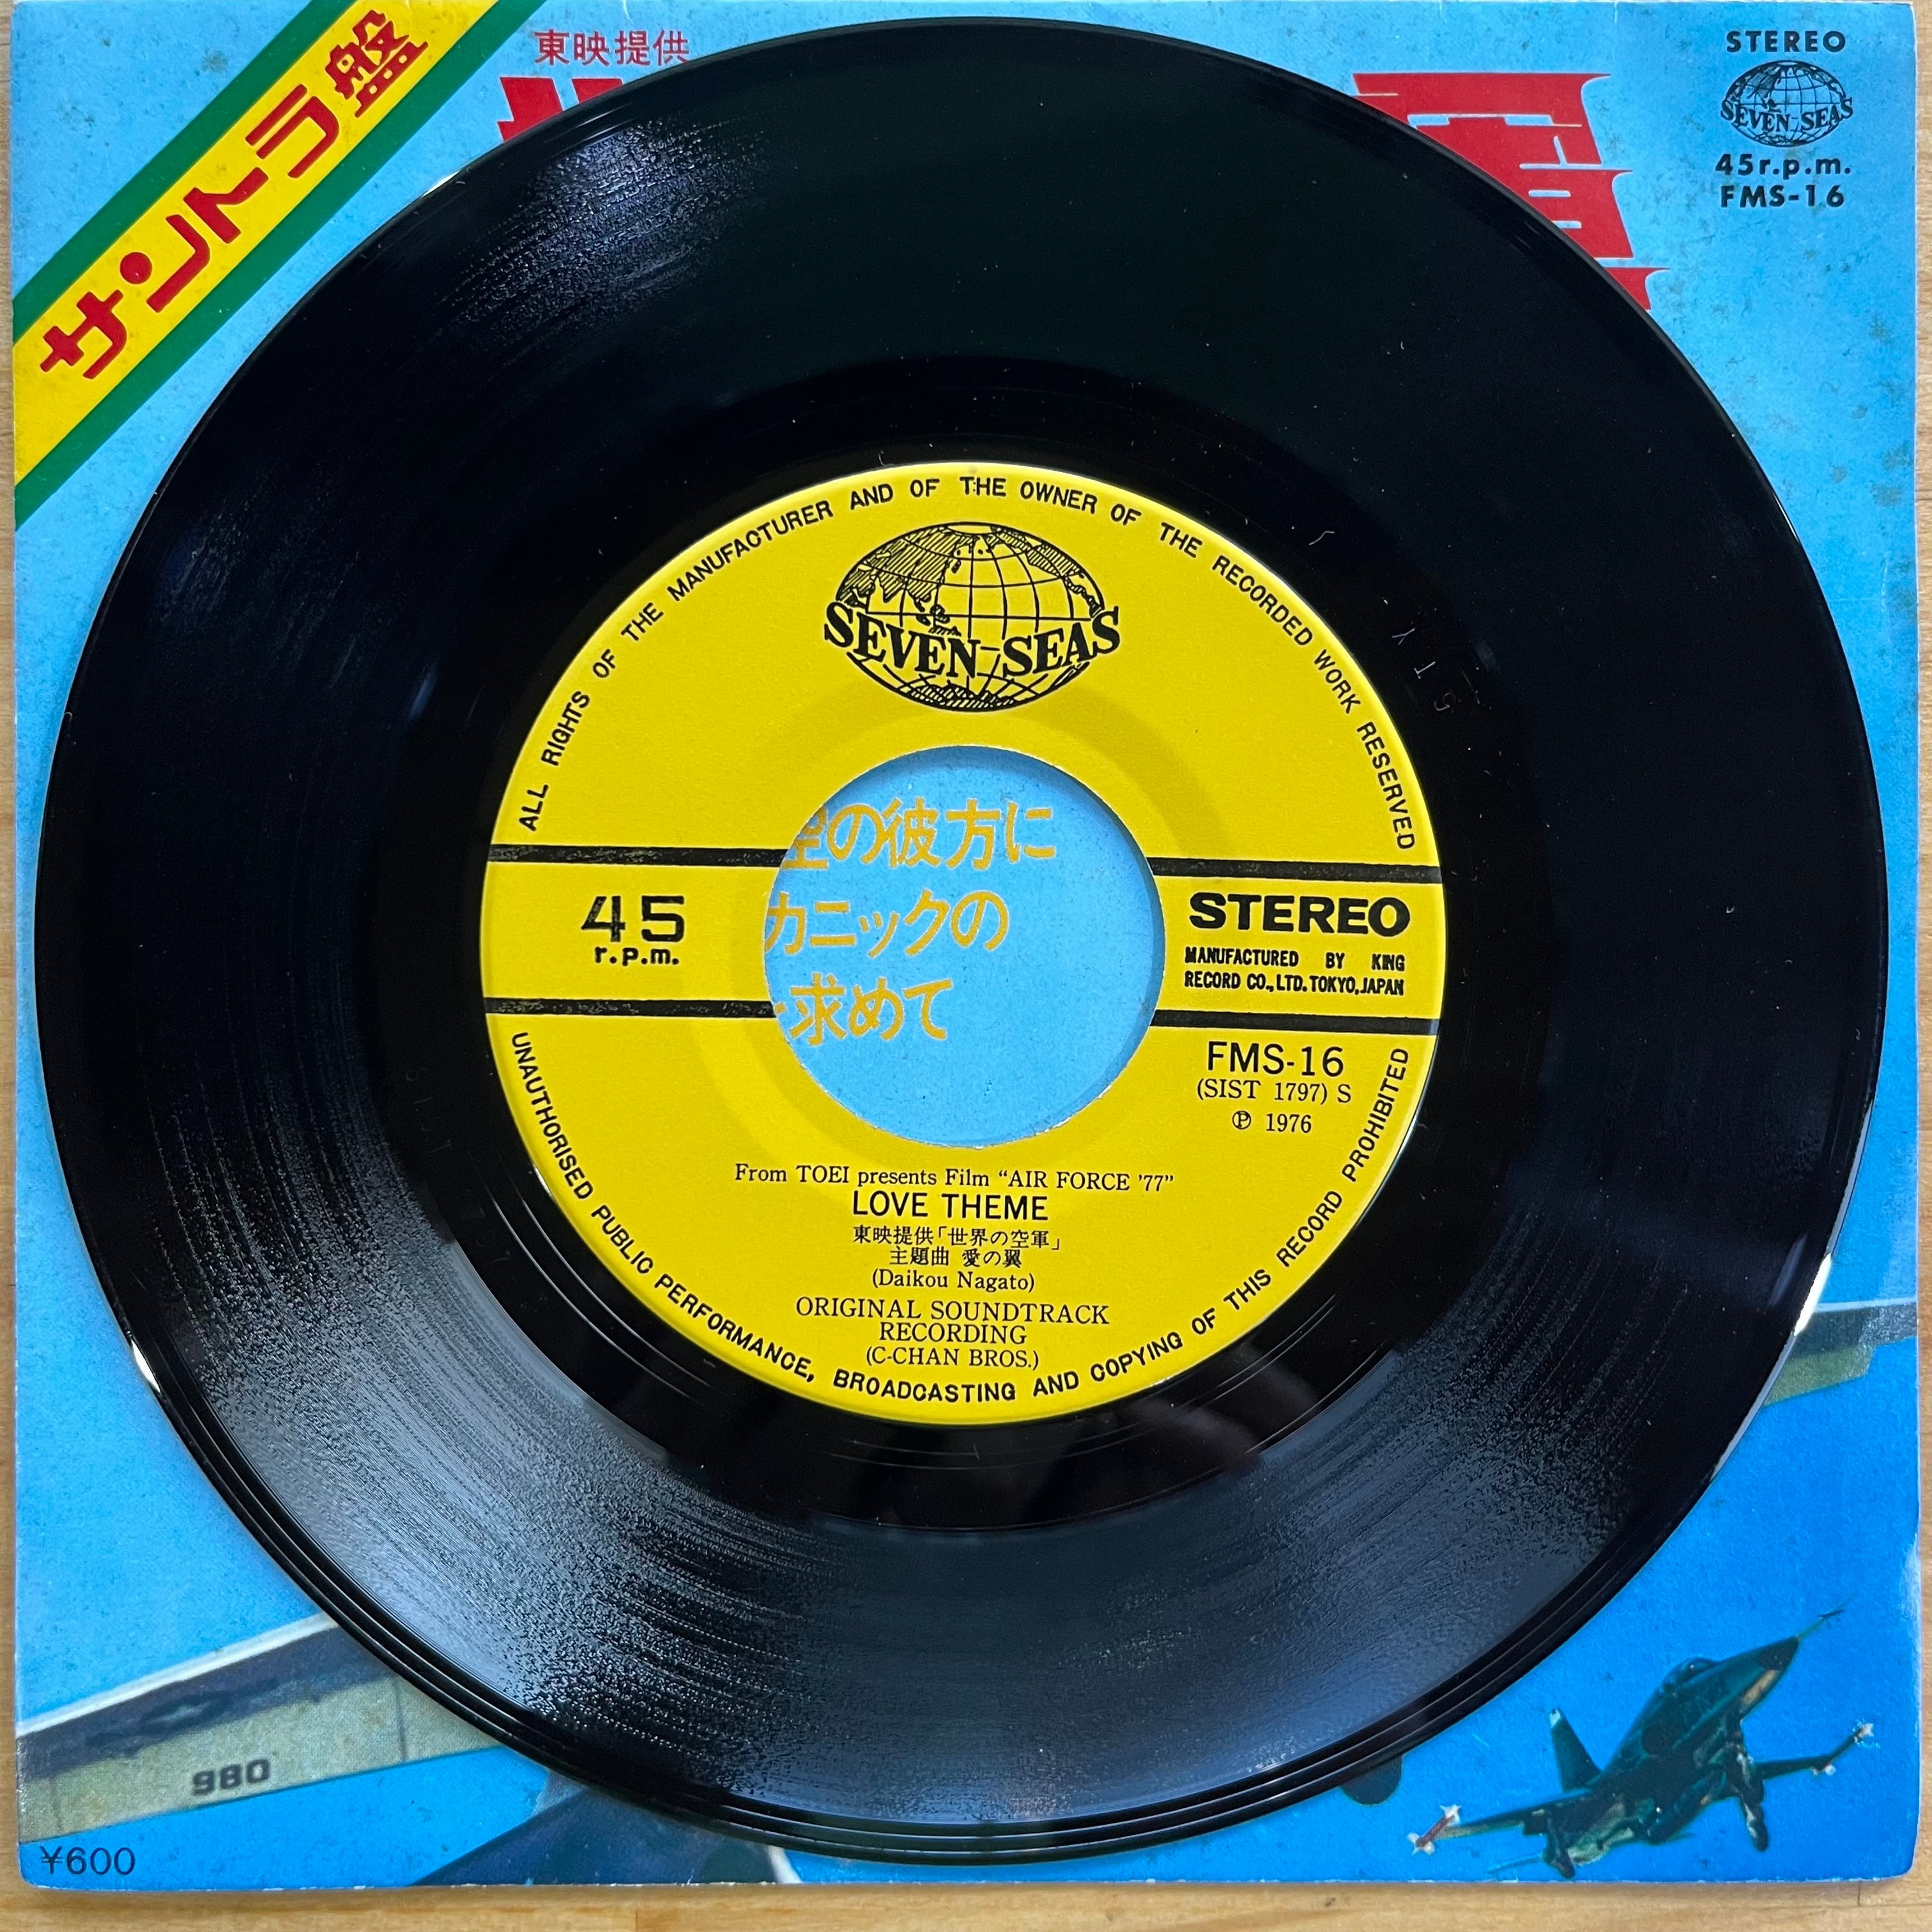 サントラ盤
東映提供
STEREO
SEVEN SEAS
45r.p.m.
FMS-16
ALL RIGHTS OF THE MANUFACTURER AND OF THE OWNER OF THE RECORDED WORK RESERVED
SEVEN SEAS
の彼方に
カニックの
求めて
45
r.p.m.
STEREO
MANUFACTURED BY KING
RECORD CO., LTD. TOKYO, JAPAN
FMS-16
(SIST 1797) S
Ⓟ 1976
From TOEI presents Film “AIR FORCE ’77”
LOVE THEME
東映提供「世界の空軍」
主題曲 愛の翼
(Daikou Nagato)
ORIGINAL SOUNDTRACK
RECORDING
(C-CHAN BROS.)
UNAUTHORISED PUBLIC PERFORMANCE, BROADCASTING AND COPYING OF THIS RECORD PROHIBITED
980
¥600